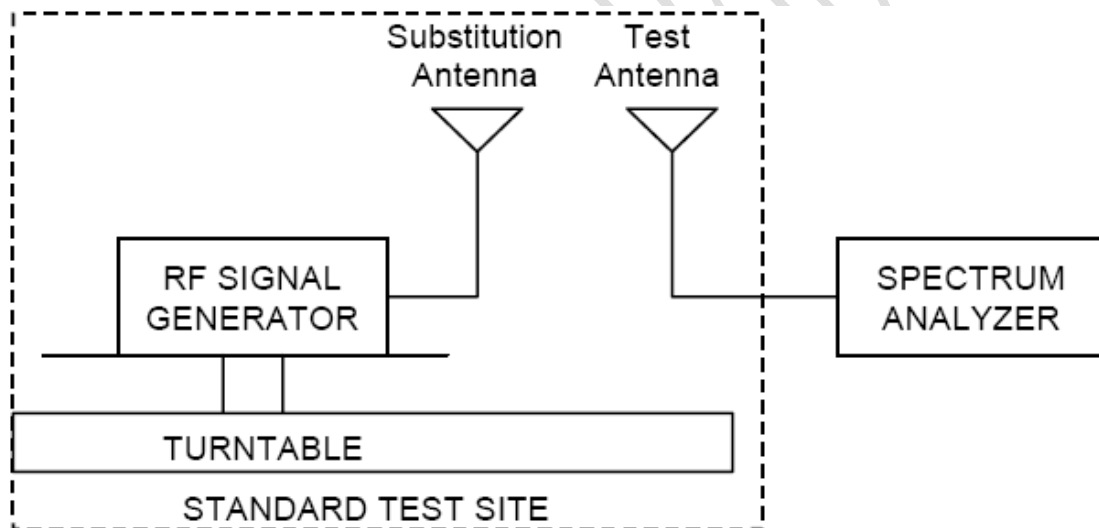 Substitution
Antenna
Test
Antenna
RF SIGNAL
GENERATOR
SPECTRUM
ANALYZER
TURNTABLE
STANDARD TEST SITE